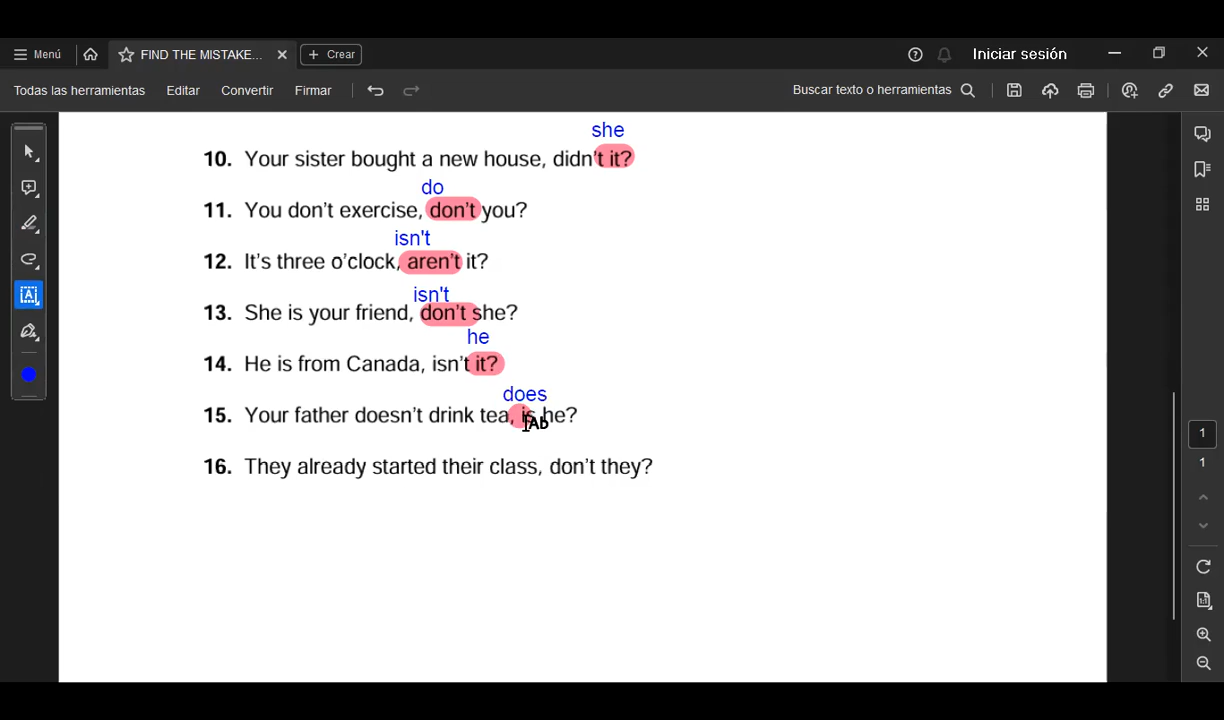 Menú
FIND THE MISTAKE...
Crear
Iniciar sesión
Todas las herramientas Editar Convertir Firmar
Buscar texto o herramientas
she
10. Your sister bought a new house, didn't it?
do
11. You don't exercise, don't you?
isn't
12. It's three o'clock, aren't it?
isn't
13. She is your friend, don't she?
he
14. He is from Canada, isn't it?
does
15. Your father doesn't drink tea, is he?
Ab
16. They already started their class, don't they?
1
1